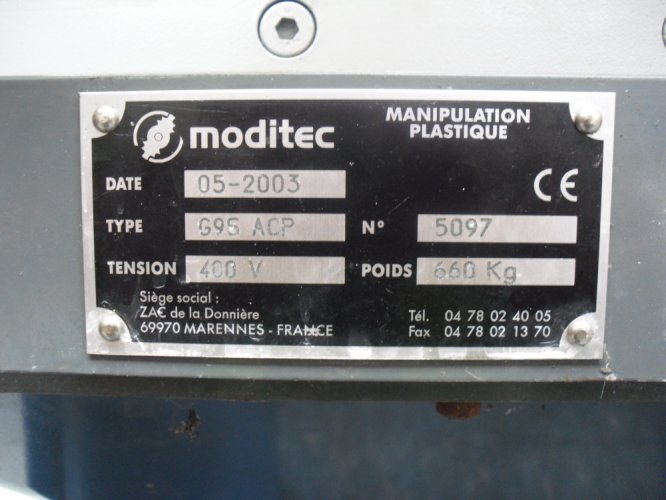 moditec
MANIPULATION
PLASTIQUE
DATE 05-2003
CE
TYPE G95 ACP N° 5097
TENSION 400 V POIDS 660 Kg
Siège social :
ZAC de la Donnière
69970 MARENNES - FRANCE
Tél. 04 78 02 40 05
Fax 04 78 02 13 70